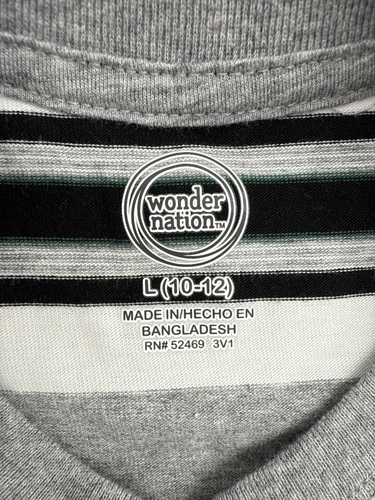 wonder
nation™
L (10-12)
MADE IN/HECHO EN
BANGLADESH
RN# 52469 3V1